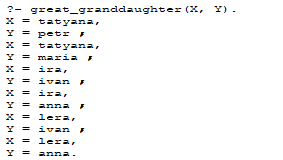 ?- great_granddaughter(X, Y).
X = tatyana,
Y = petr ;
X = tatyana,
Y = maria ;
X = ira,
Y = ivan ;
X = ira,
Y = anna ;
X = lera,
Y = ivan ;
X = lera,
Y = anna.